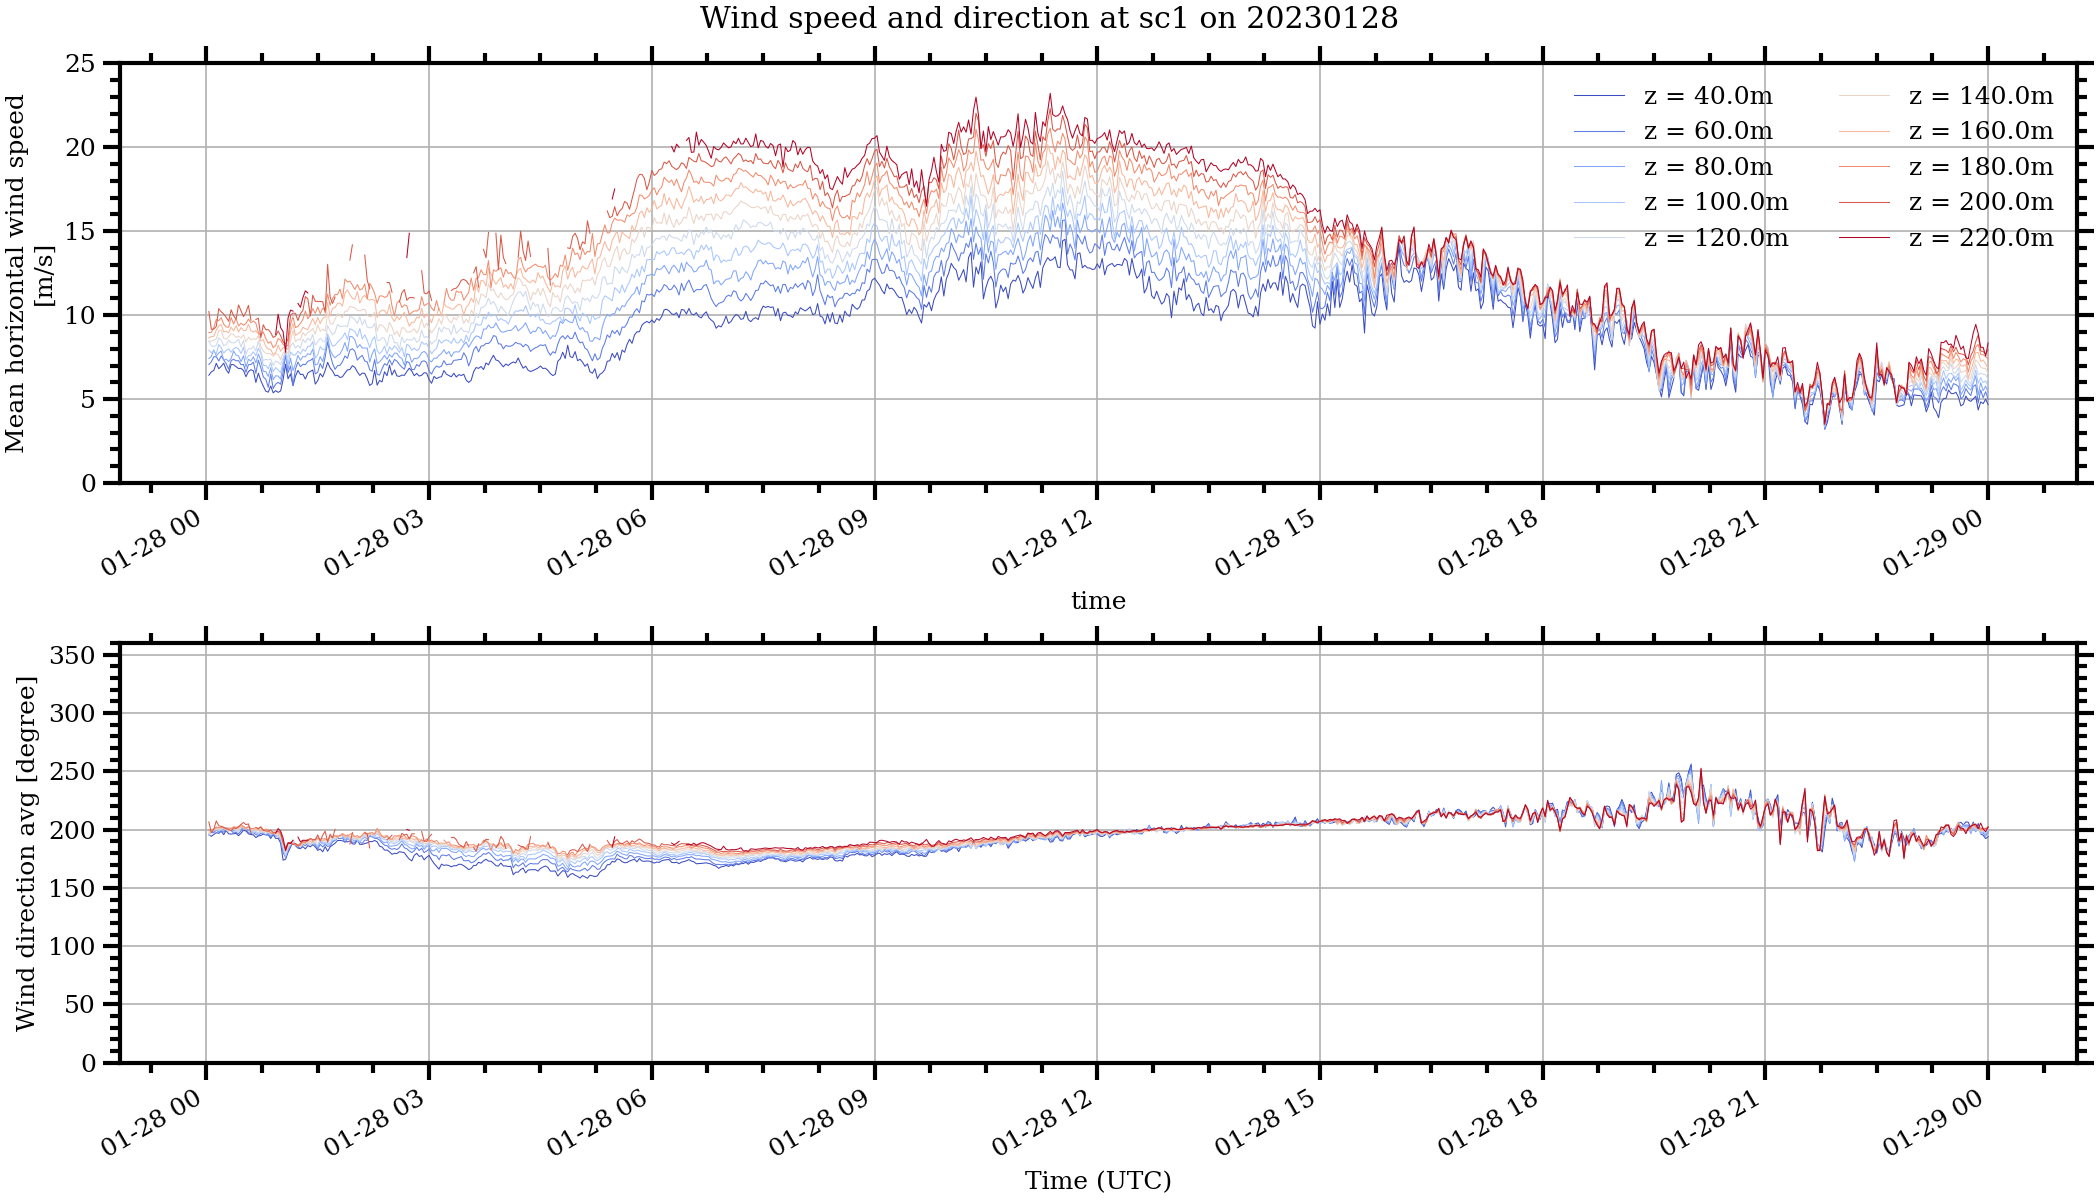 Wind speed and direction at sc1 on 20230128
Mean horizontal wind speed
[m/s]
25
20
15
10
5
0
z = 40.0m
z = 60.0m
z = 80.0m
z = 100.0m
z = 120.0m
z = 140.0m
z = 160.0m
z = 180.0m
z = 200.0m
z = 220.0m
01-28 00
01-28 03
01-28 06
01-28 09
01-28 12
01-28 15
01-28 18
01-28 21
01-29 00
time
Wind direction avg [degree]
350
300
250
200
150
100
50
0
01-28 00
01-28 03
01-28 06
01-28 09
01-28 12
01-28 15
01-28 18
01-28 21
01-29 00
Time (UTC)